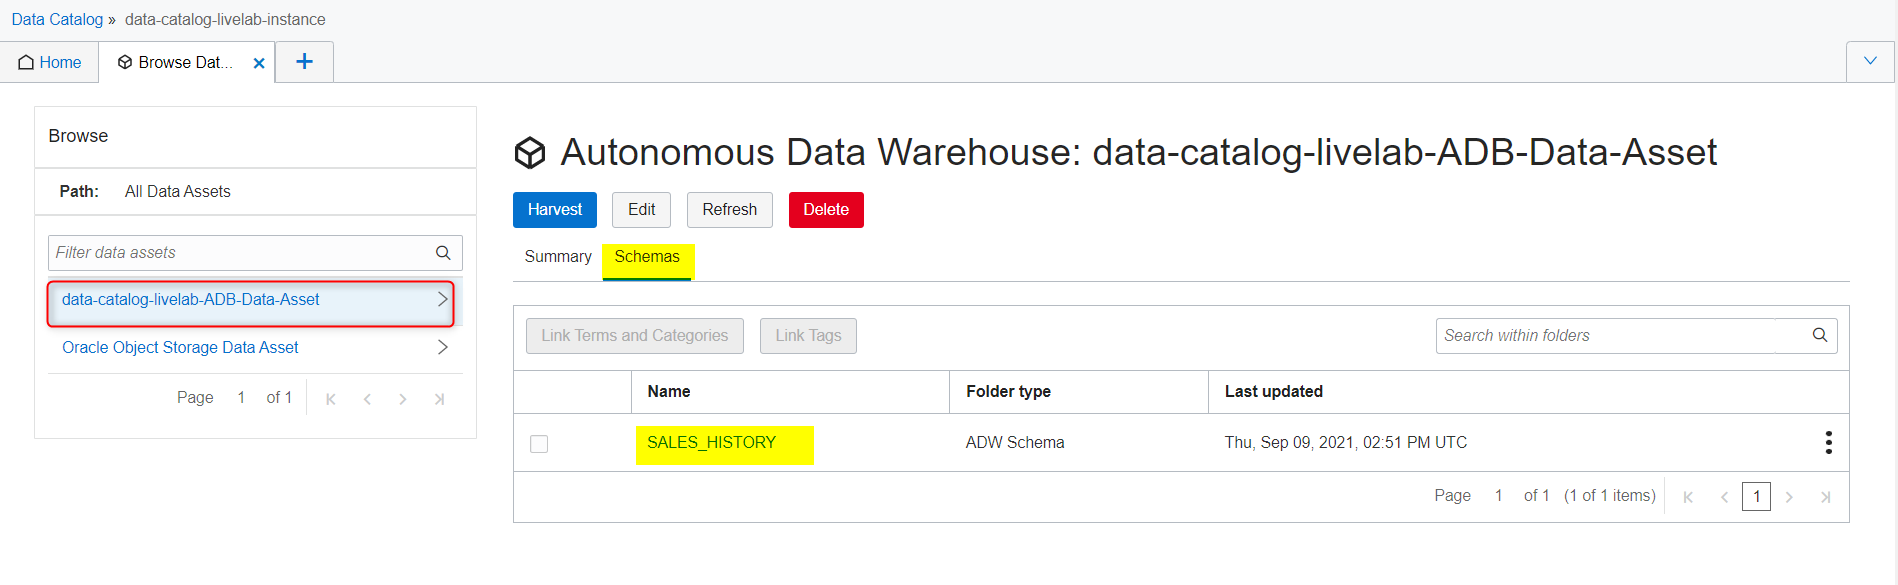 Data Catalog » data-catalog-livelab-instance
Home
Browse Dat...
Browse
Path: All Data Assets
Filter data assets
data-catalog-livelab-ADB-Data-Asset
Oracle Object Storage Data Asset
Page 1 of 1
Autonomous Data Warehouse: data-catalog-livelab-ADB-Data-Asset
Harvest Edit Refresh Delete
Summary Schemas
Link Terms and Categories Link Tags Search within folders
Name Folder type Last updated
SALES_HISTORY ADW Schema Thu, Sep 09, 2021, 02:51 PM UTC
Page 1 of 1 (1 of 1 items) 1